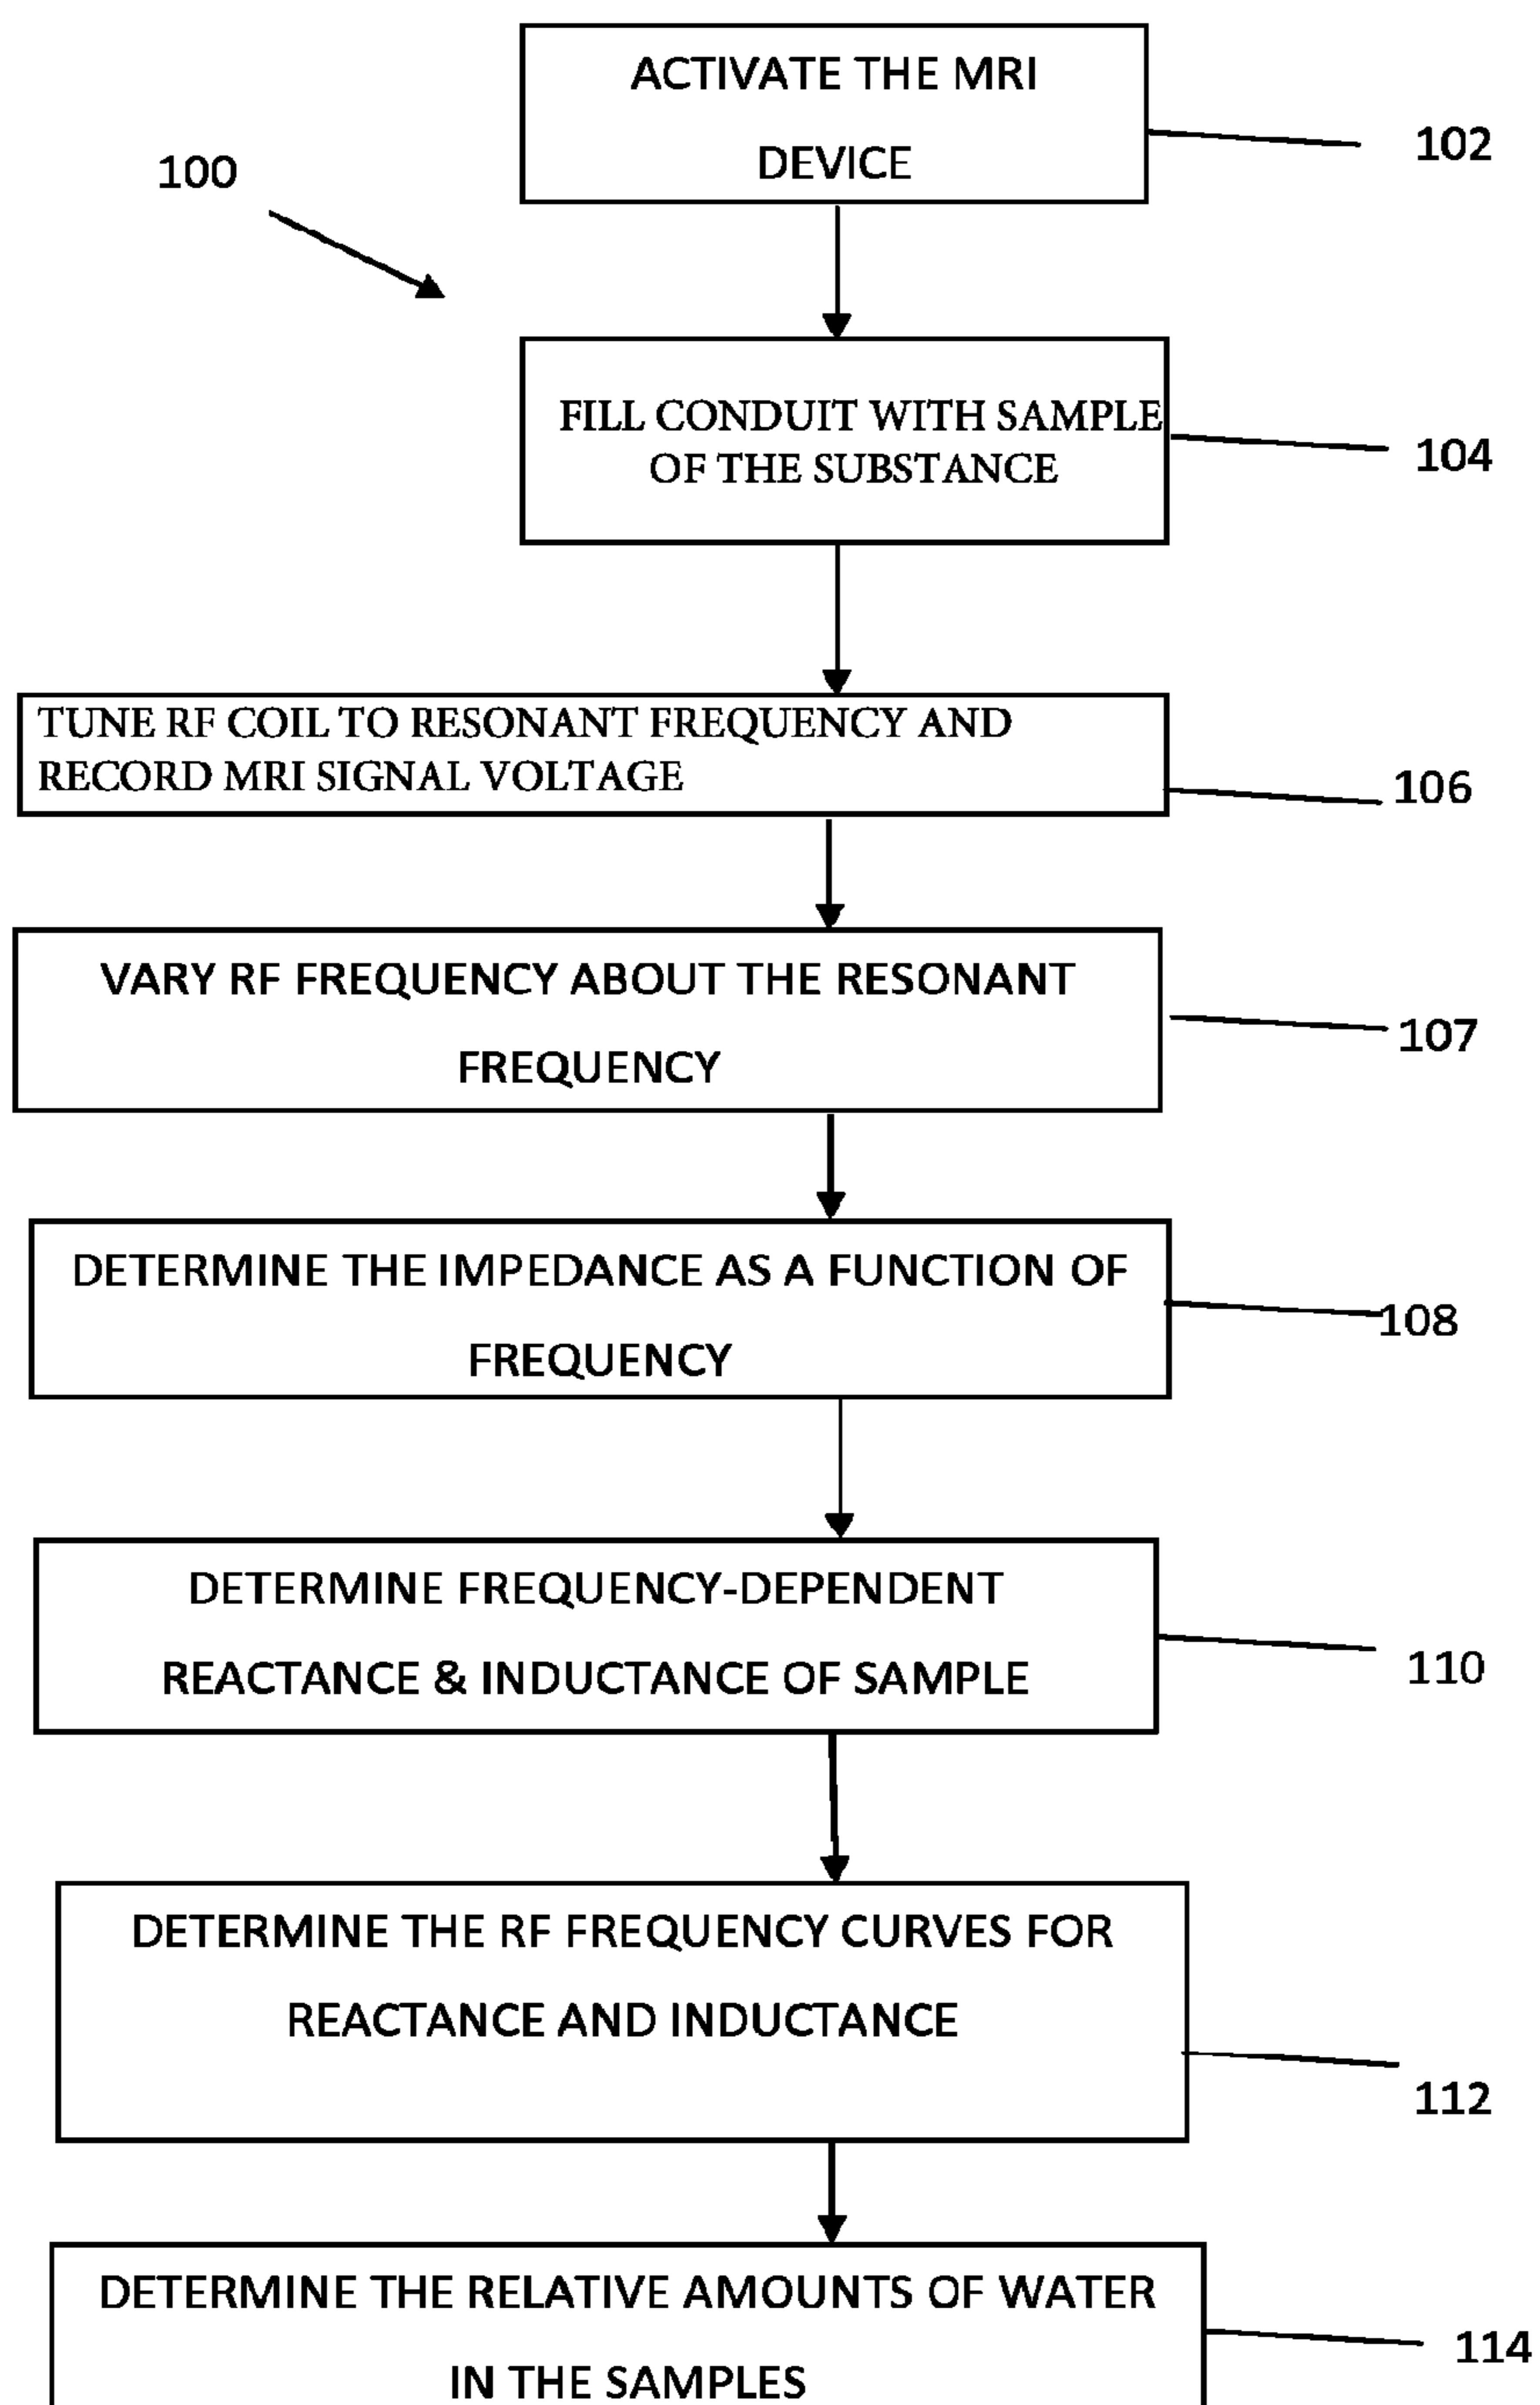 ACTIVATE THE MRI
DEVICE
102
100
FILL CONDUIT WITH SAMPLE
OF THE SUBSTANCE
104
TUNE RF COIL TO RESONANT FREQUENCY AND
RECORD MRI SIGNAL VOLTAGE
106
VARY RF FREQUENCY ABOUT THE RESONANT
FREQUENCY
107
DETERMINE THE IMPEDANCE AS A FUNCTION OF
FREQUENCY
108
DETERMINE FREQUENCY-DEPENDENT
REACTANCE & INDUCTANCE OF SAMPLE
110
DETERMINE THE RF FREQUENCY CURVES FOR
REACTANCE AND INDUCTANCE
112
DETERMINE THE RELATIVE AMOUNTS OF WATER
IN THE SAMPLES
114